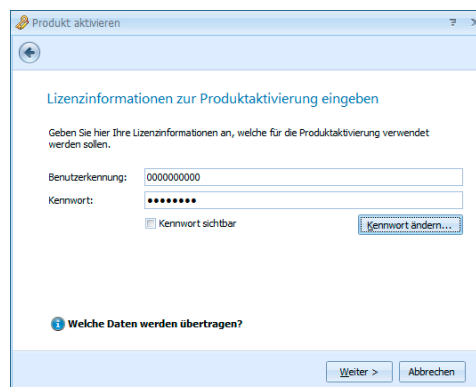 Produkt aktivieren
Lizenzinformationen zur Produktaktivierung eingeben
Geben Sie hier Ihre Lizenzinformationen an, welche für die Produktaktivierung verwendet
werden sollen.
Benutzerkennung: 0000000000
Kennwort: ••••••••
Kennwort sichtbar
Kennwort ändern...
Welche Daten werden übertragen?
Weiter > Abbrechen